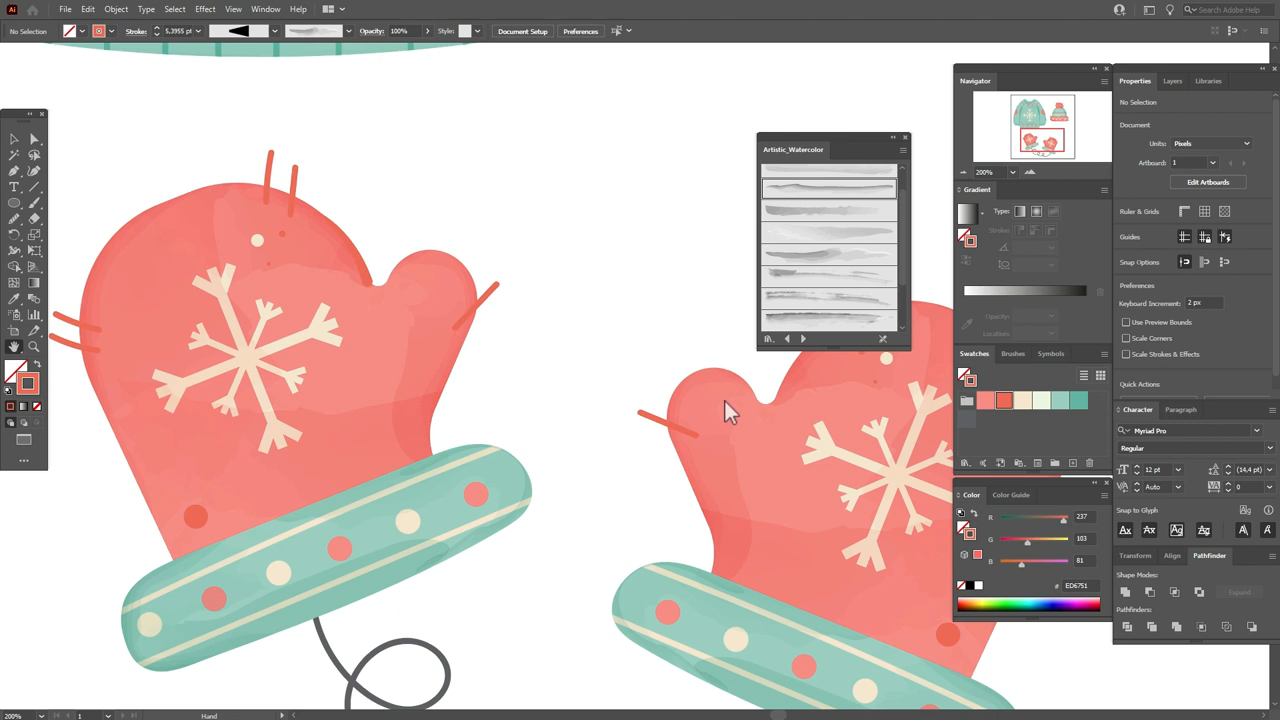 Ai File Edit Object Type Select Effect View Window Help Search Adobe Help
No Selection Stroke: 5,3955 pt Opacity: 100% Style: Document Setup Preferences
Navigator
200%
Gradient
Type:
Stroke:
Opacity:
Location:
Swatches Brushes Symbols
Color Color Guide
R 237
G 103
B 81
# ED6751
Artistic_Watercolor
Properties Layers Libraries
No Selection
Document
Units: Pixels
Artboard: 1
Edit Artboards
Ruler & Grids
Guides
Snap Options
Preferences
Keyboard Increment: 2 px
Use Preview Bounds
Scale Corners
Scale Strokes & Effects
Quick Actions
Character Paragraph
Myriad Pro
Regular
12 pt (14,4 pt)
Auto 0
Snap to Glyph
Transform Align Pathfinder
Shape Modes:
Expand
Pathfinders:
200% 1 Hand